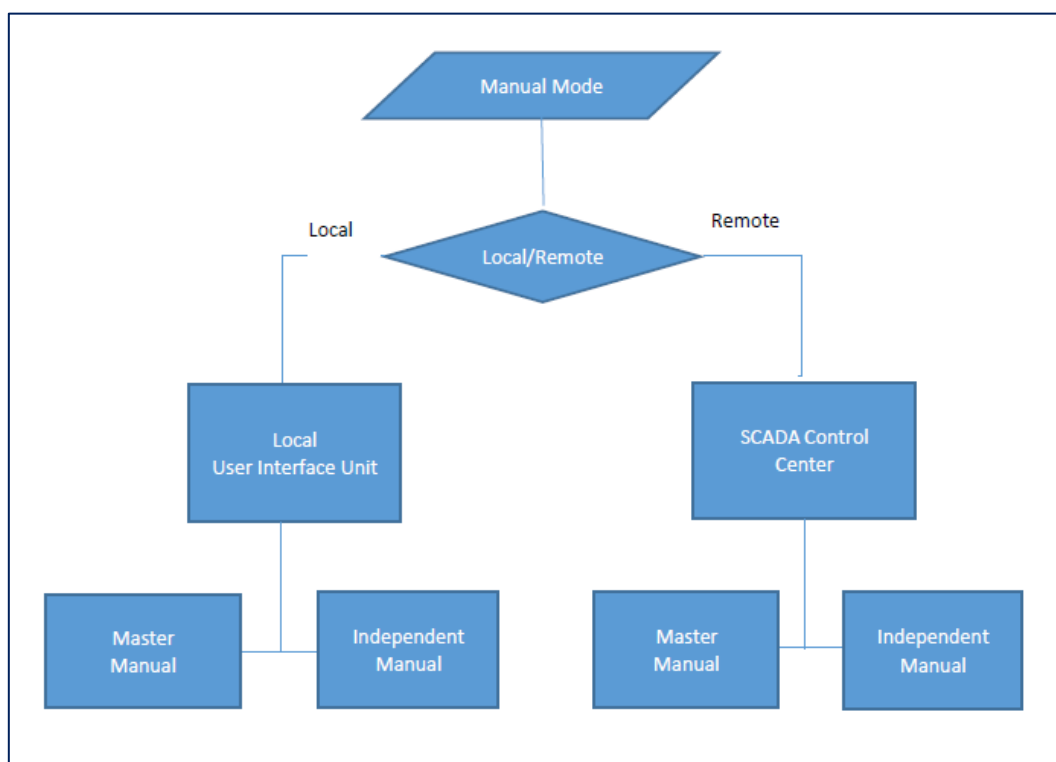 Manual Mode
Local
Local/Remote
Remote
Local
User Interface Unit
SCADA Control
Center
Master
Manual
Independent
Manual
Master
Manual
Independent
Manual